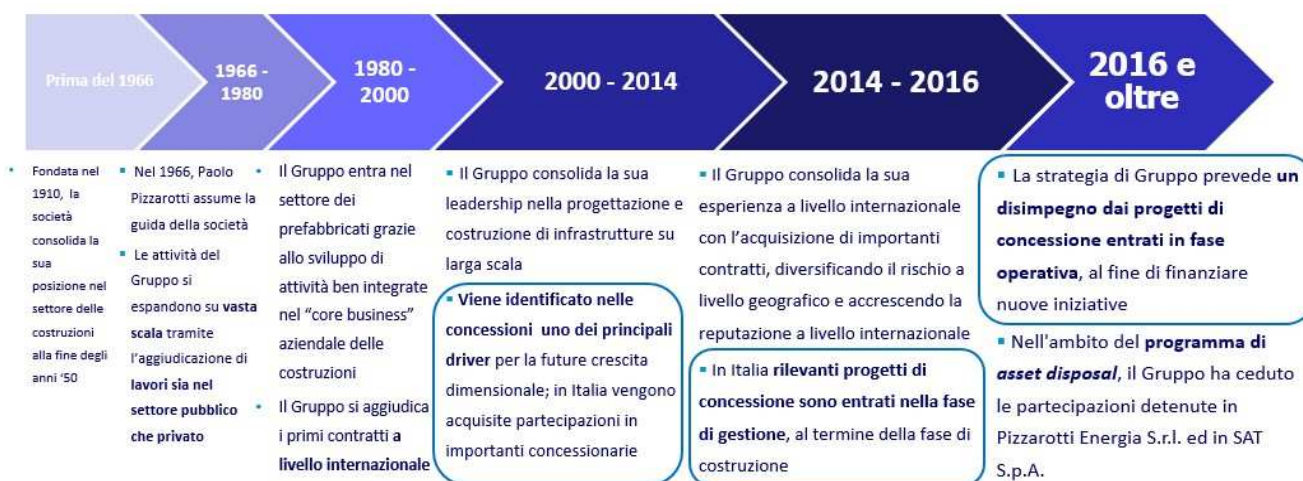 Prima del 1966
1966 -
1980
1980 -
2000
2000 - 2014
2014 - 2016
2016 e
oltre
• Fondata nel
1910, la
società
consolida la
sua
posizione nel
settore delle
costruzioni
alla fine degli
anni ‘50
▪ Nel 1966, Paolo
Pizzarotti assume la
guida della società
▪ Le attività del
Gruppo si
espandono su vasta
scala tramite
l’aggiudicazione di
lavori sia nel
settore pubblico
che privato
• Il Gruppo entra nel
settore dei
prefabbricati grazie
allo sviluppo di
attività ben integrate
nel “core business”
aziendale delle
costruzioni
• Il Gruppo si aggiudica
i primi contratti a
livello internazionale
▪ Il Gruppo consolida la sua
leadership nella progettazione e
costruzione di infrastrutture su
larga scala
▪ Viene identificato nelle
concessioni uno dei principali
driver per la future crescita
dimensionale; in Italia vengono
acquisite partecipazioni in
importanti concessionarie
▪ Il Gruppo consolida la sua
esperienza a livello internazionale
con l’acquisizione di importanti
contratti, diversificando il rischio a
livello geografico e accrescendo la
reputazione a livello internazionale
▪ In Italia rilevanti progetti di
concessione sono entrati nella fase
di gestione, al termine della fase di
costruzione
▪ La strategia di Gruppo prevede un
disimpegno dai progetti di
concessione entrati in fase
operativa, al fine di finanziare
nuove iniziative
▪ Nell'ambito del programma di
asset disposal, il Gruppo ha ceduto
le partecipazioni detenute in
Pizzarotti Energia S.r.l. ed in SAT
S.p.A.